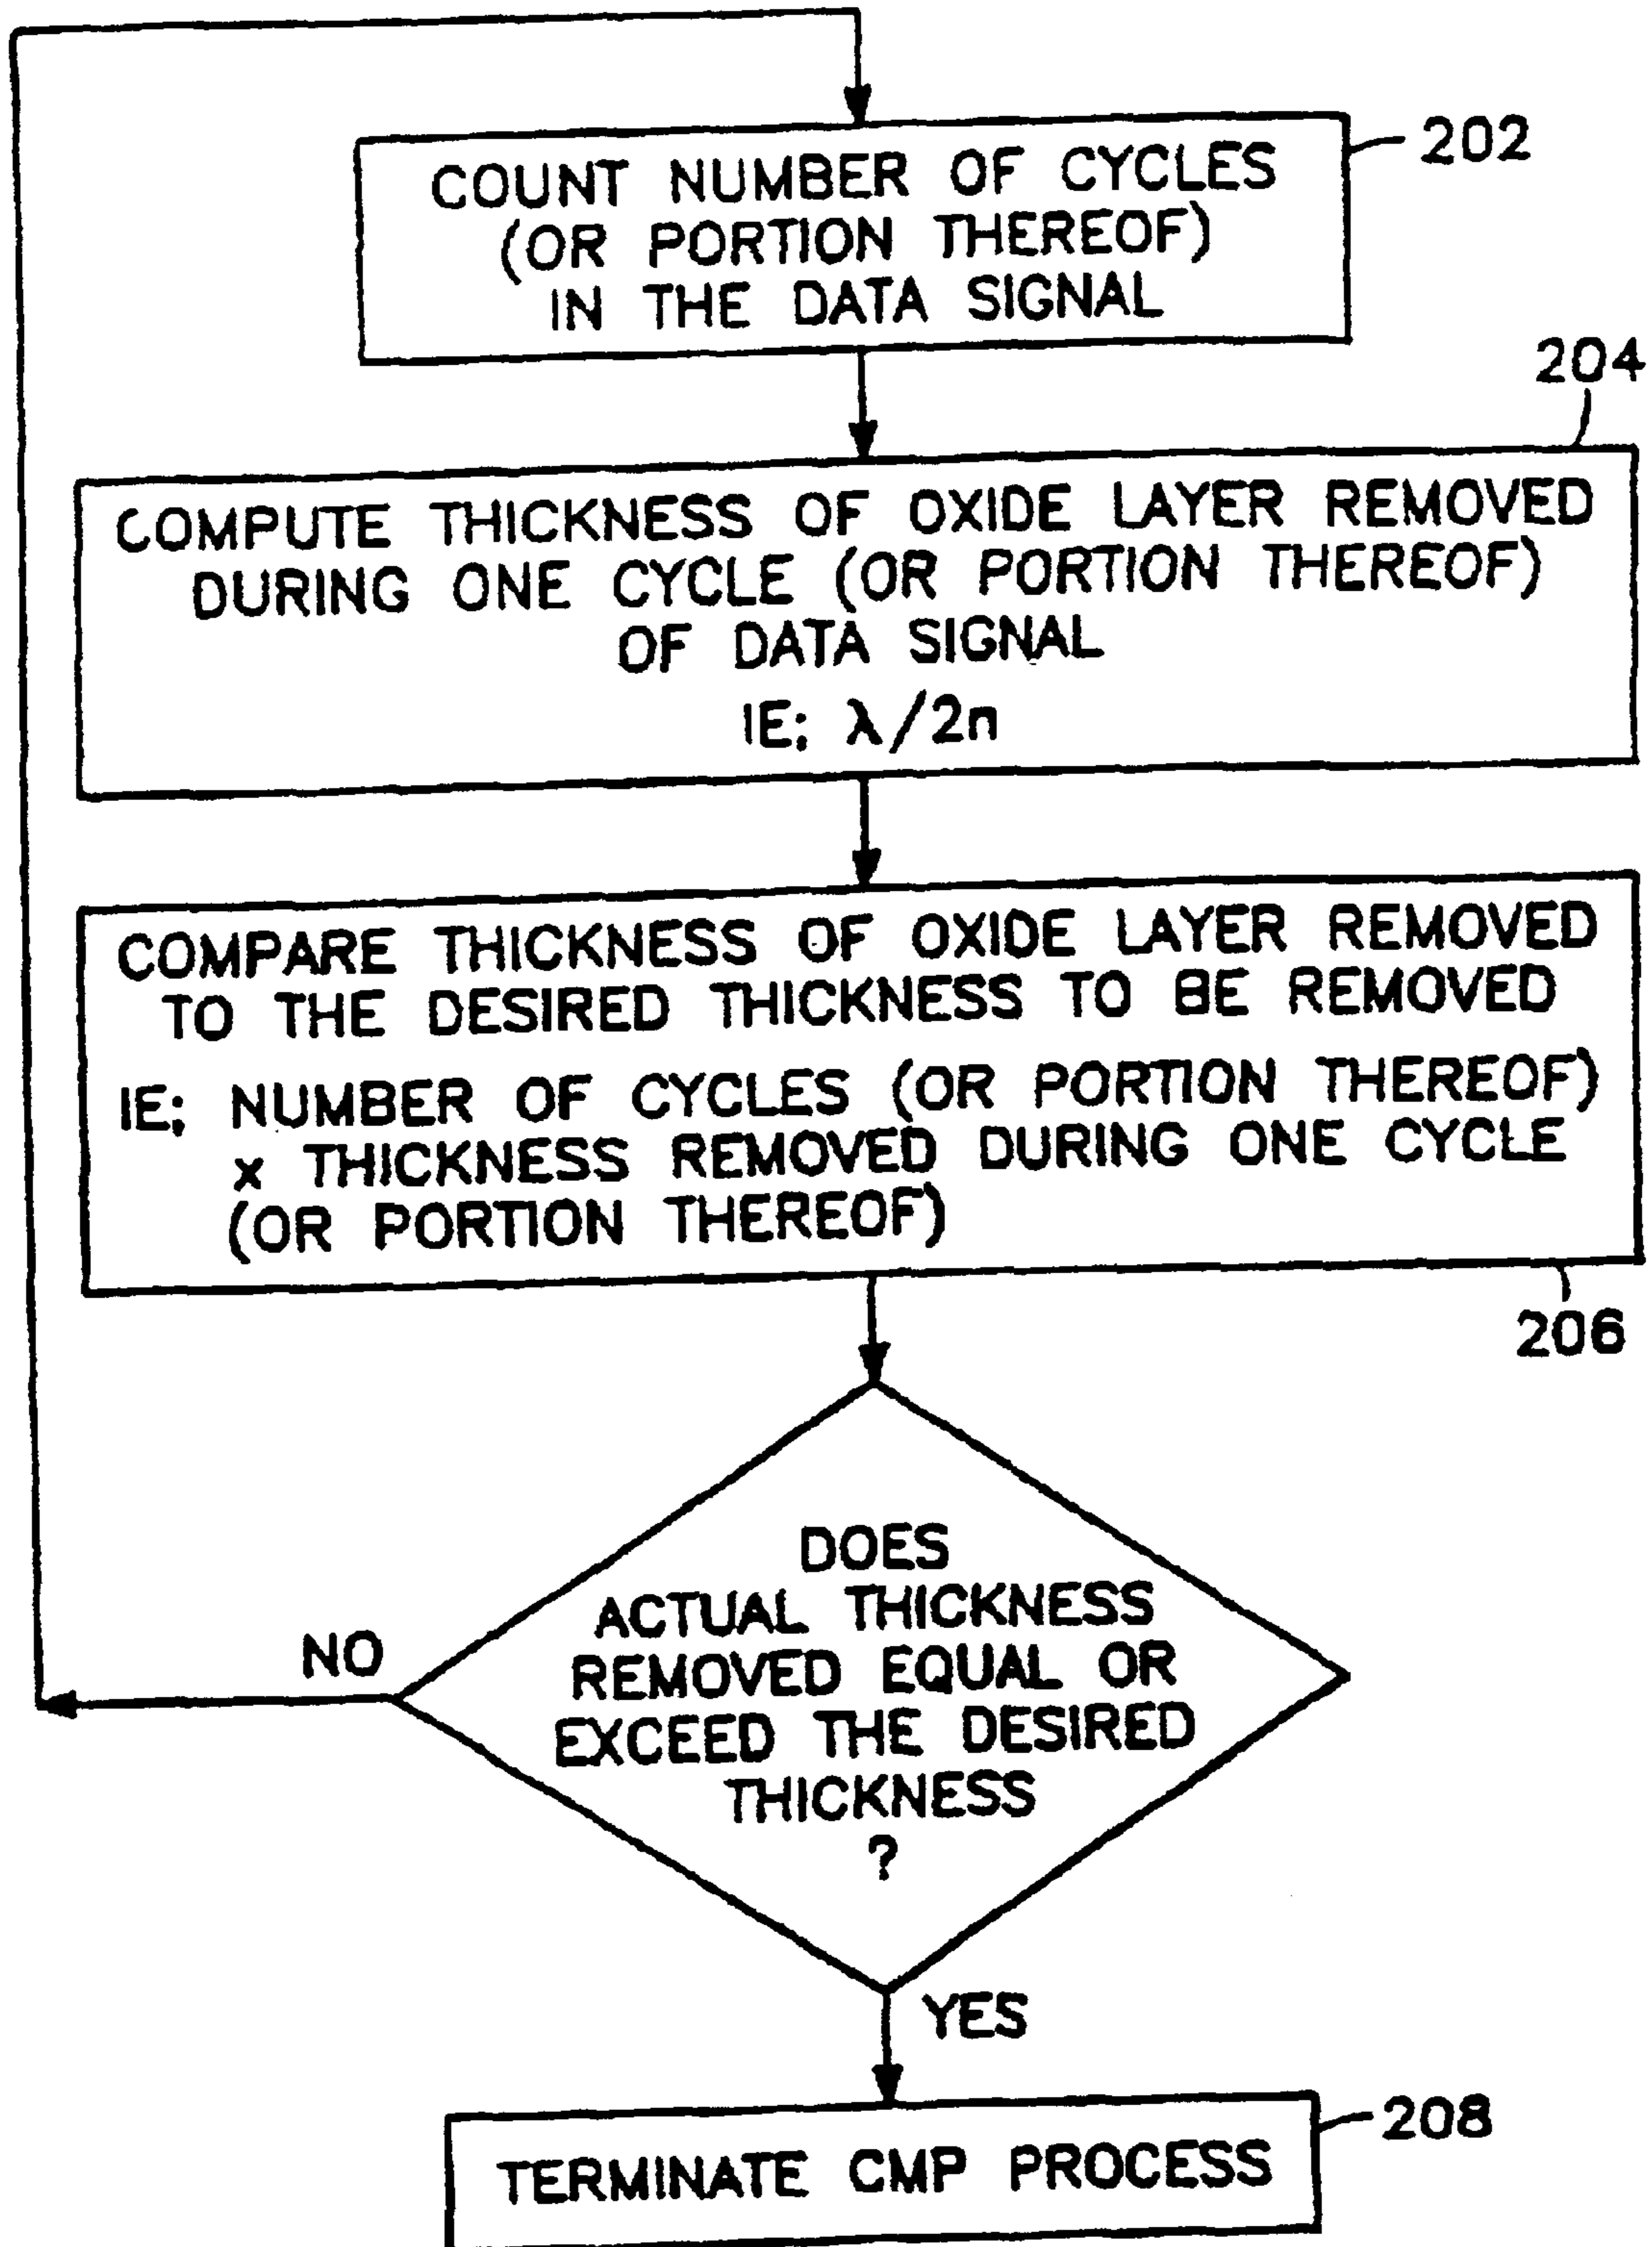 COUNT NUMBER OF CYCLES
(OR PORTION THEREOF)
IN THE DATA SIGNAL
202
204
COMPUTE THICKNESS OF OXIDE LAYER REMOVED
DURING ONE CYCLE (OR PORTION THEREOF)
OF DATA SIGNAL
IE; λ/2n
COMPARE THICKNESS OF OXIDE LAYER REMOVED
TO THE DESIRED THICKNESS TO BE REMOVED
IE; NUMBER OF CYCLES (OR PORTION THEREOF)
x THICKNESS REMOVED DURING ONE CYCLE
(OR PORTION THEREOF)
206
DOES
ACTUAL THICKNESS
REMOVED EQUAL OR
EXCEED THE DESIRED
THICKNESS
?
NO
YES
208
TERMINATE CMP PROCESS